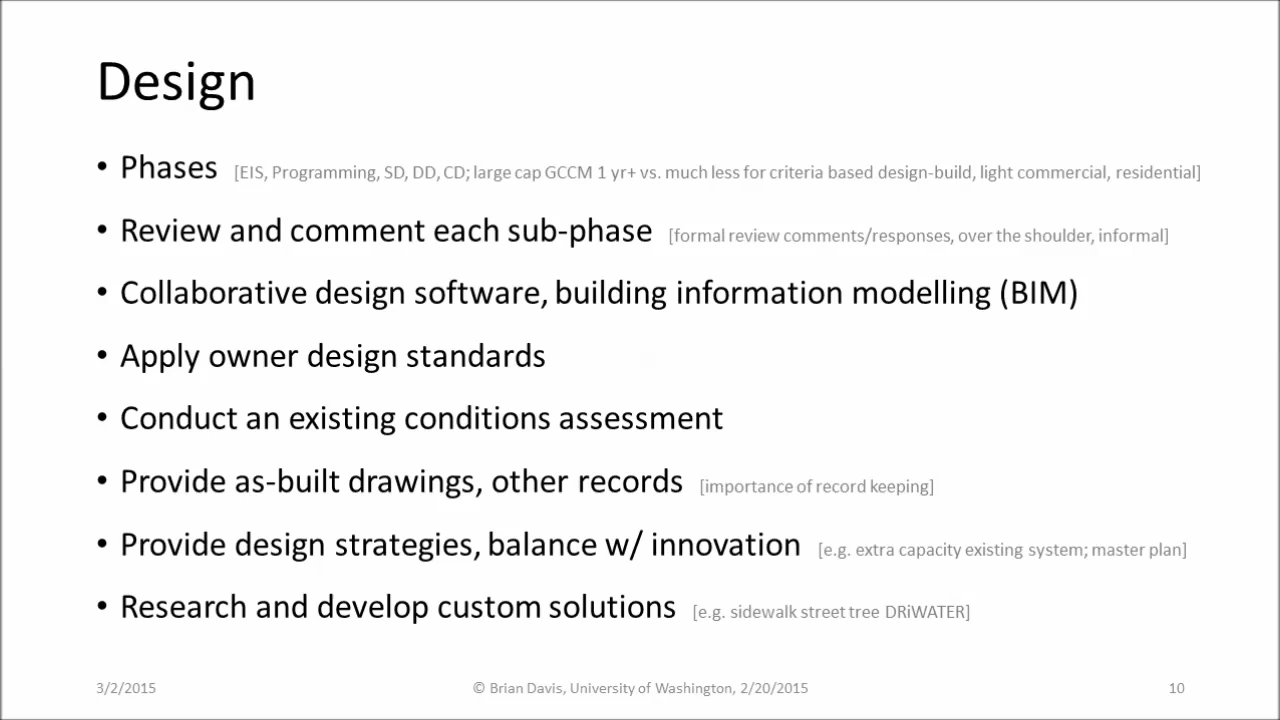 Design
• Phases [EIS, Programming, SD, DD, CD; large cap GCCM 1 yr+ vs. much less for criteria based design-build, light commercial, residential]
• Review and comment each sub-phase [formal review comments/responses, over the shoulder, informal]
• Collaborative design software, building information modelling (BIM)
• Apply owner design standards
• Conduct an existing conditions assessment
• Provide as-built drawings, other records [importance of record keeping]
• Provide design strategies, balance w/ innovation [e.g. extra capacity existing system; master plan]
• Research and develop custom solutions [e.g. sidewalk street tree DRiWATER]
3/2/2015 © Brian Davis, University of Washington, 2/20/2015 10